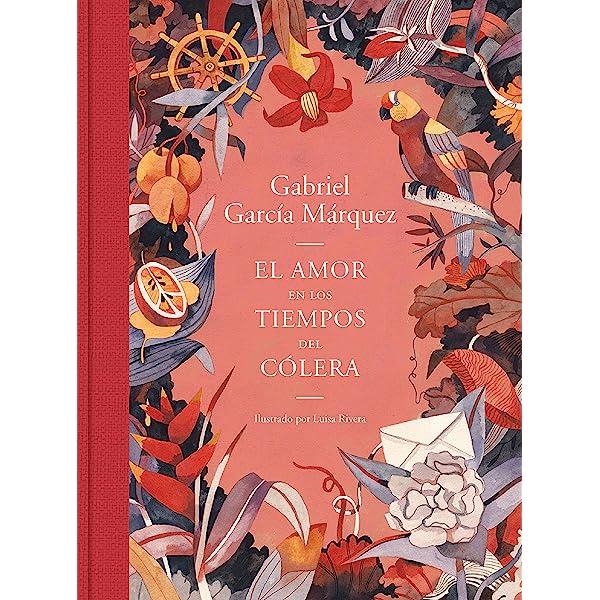 Gabriel
García Márquez
EL AMOR
EN LOS
TIEMPOS
DEL
CÓLERA
Ilustrado por Luisa Rivera